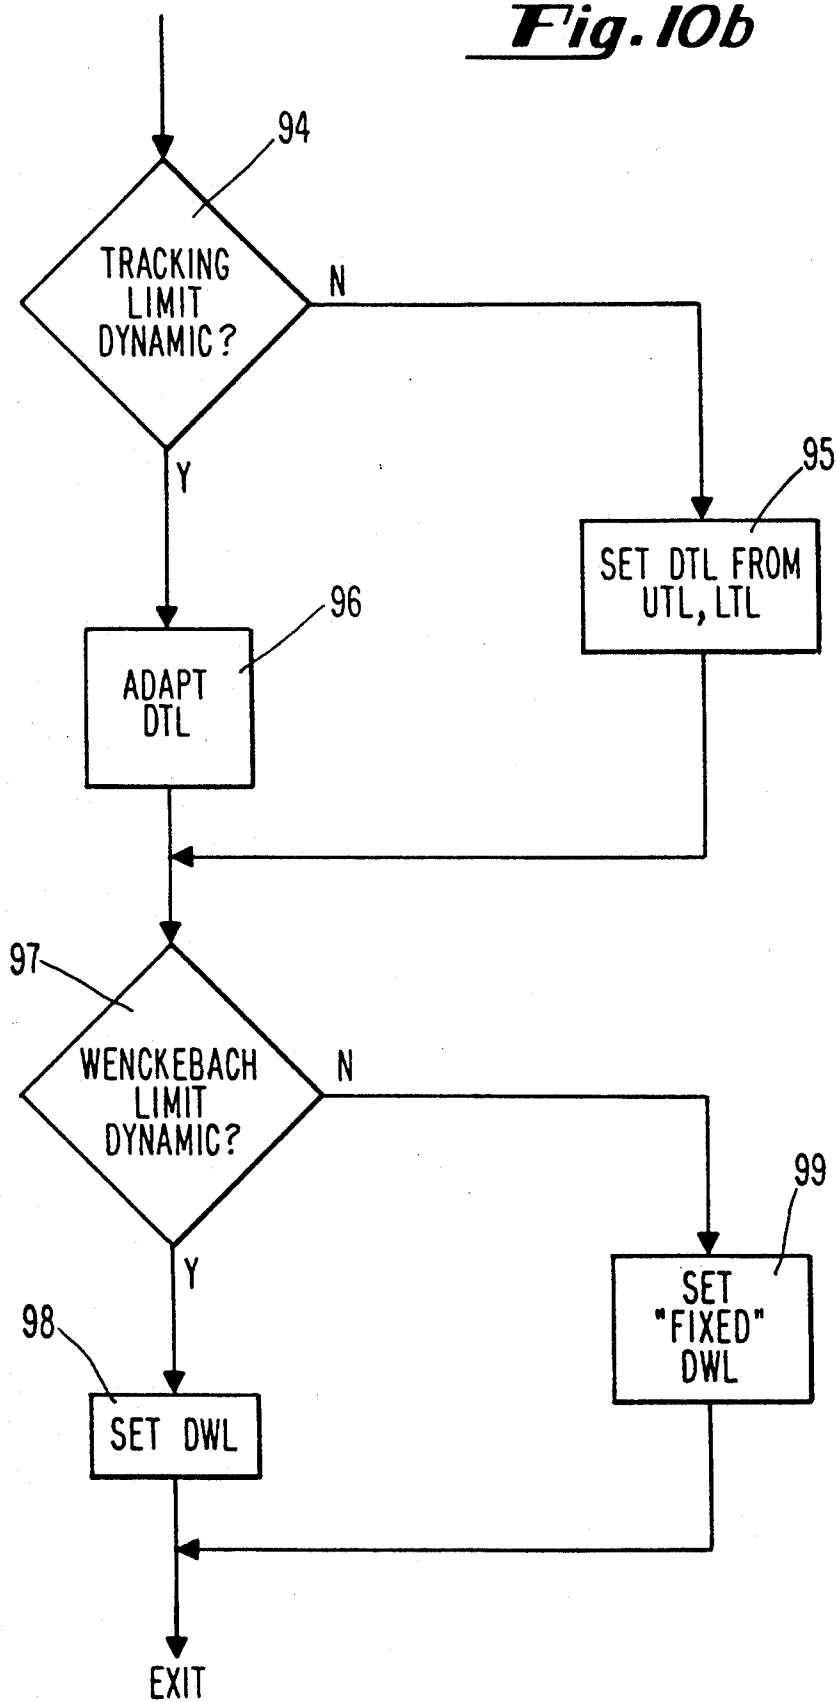 Fig. 10b
94
TRACKING
LIMIT
DYNAMIC?
N
Y
95
SET DTL FROM
UTL, LTL
96
ADAPT
DTL
97
WENCKEBACH
LIMIT
DYNAMIC?
N
Y
99
SET
"FIXED"
DWL
98
SET DWL
EXIT